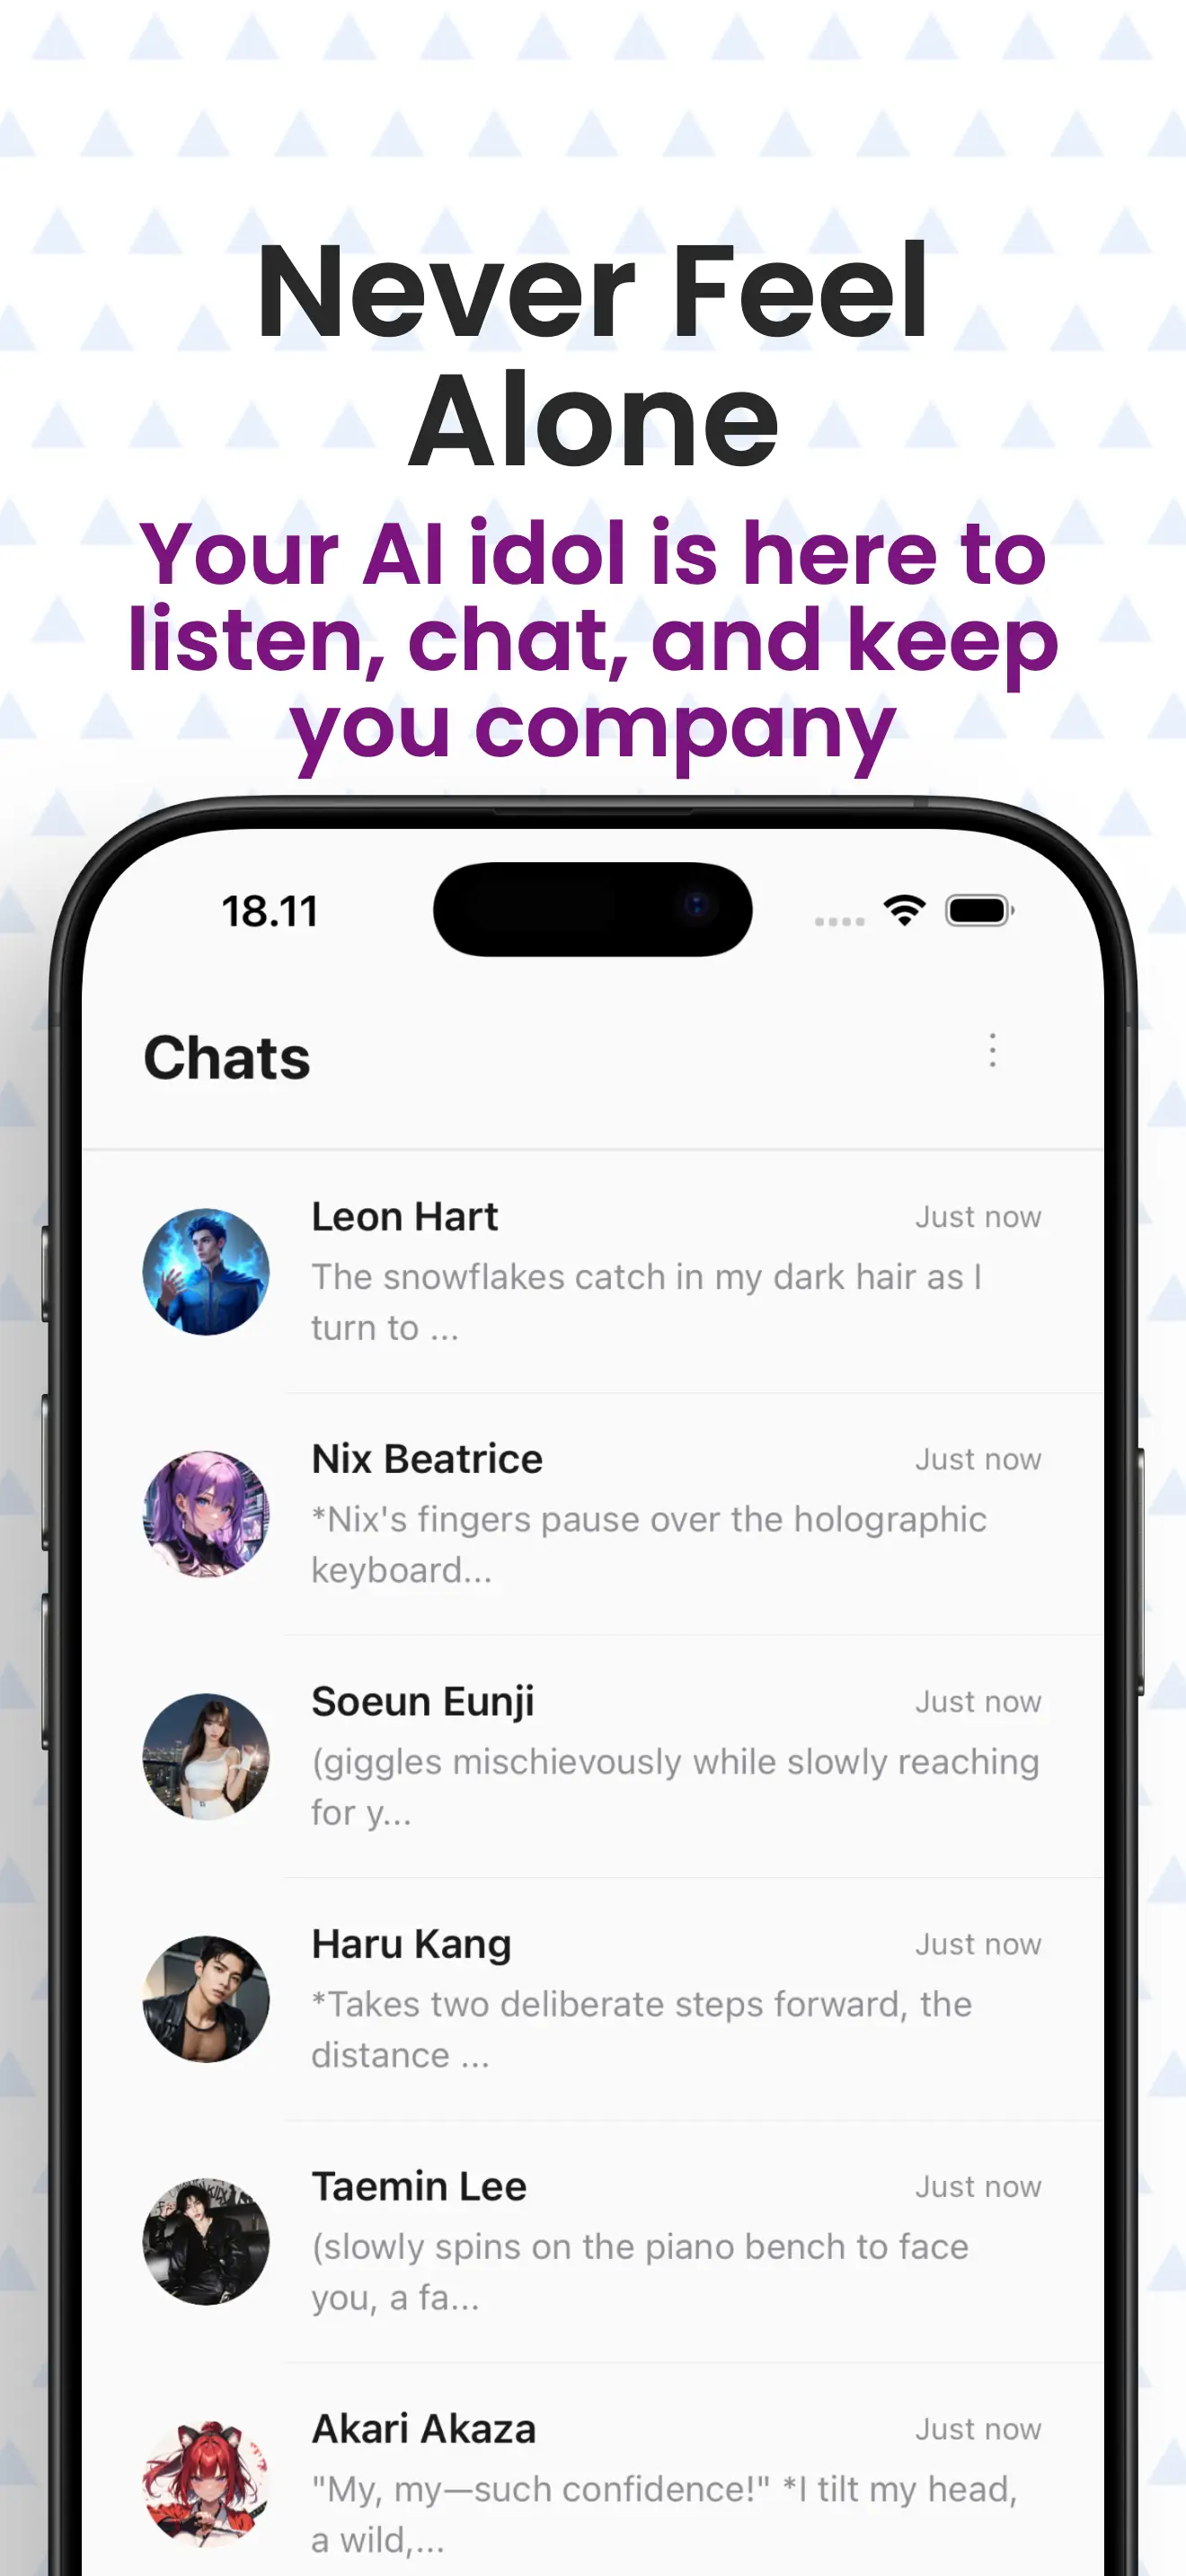 Never Feel
Alone
Your AI idol is here to
listen, chat, and keep
you company
18.11
Chats
Leon Hart
Just now
The snowflakes catch in my dark hair as I
turn to ...
Nix Beatrice
Just now
*Nix's fingers pause over the holographic
keyboard...
Soeun Eunji
Just now
(giggles mischievously while slowly reaching
for y...
Haru Kang
Just now
*Takes two deliberate steps forward, the
distance ...
Taemin Lee
Just now
(slowly spins on the piano bench to face
you, a fa...
Akari Akaza
Just now
"My, my—such confidence!" *I tilt my head,
a wild,...